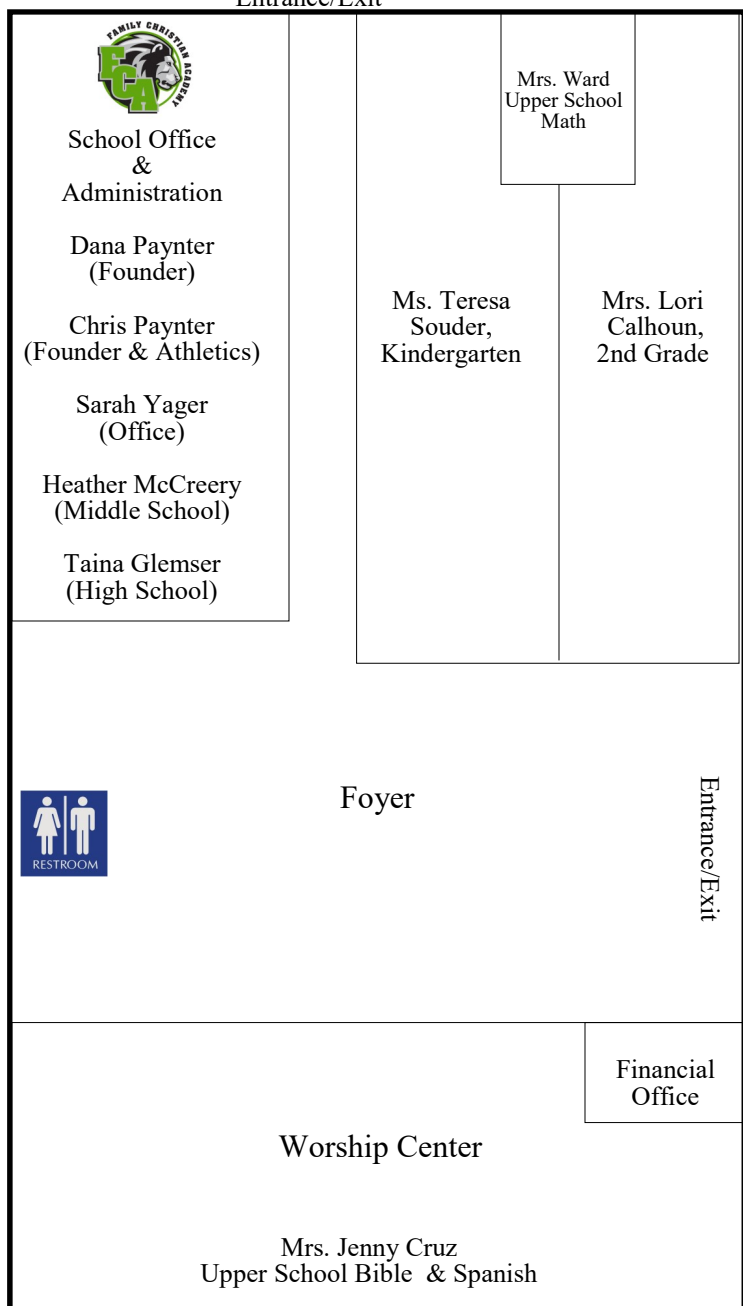 Entrance/Exit
FAMILY CHRISTIAN ACADEMY
FCA
School Office
&
Administration
Dana Paynter
(Founder)
Chris Paynter
(Founder & Athletics)
Sarah Yager
(Office)
Heather McCreery
(Middle School)
Taina Glemser
(High School)
Mrs. Ward
Upper School
Math
Ms. Teresa
Souder,
Kindergarten
Mrs. Lori
Calhoun,
2nd Grade
RESTROOM
Foyer
Entrance/Exit
Financial
Office
Worship Center
Mrs. Jenny Cruz
Upper School Bible & Spanish